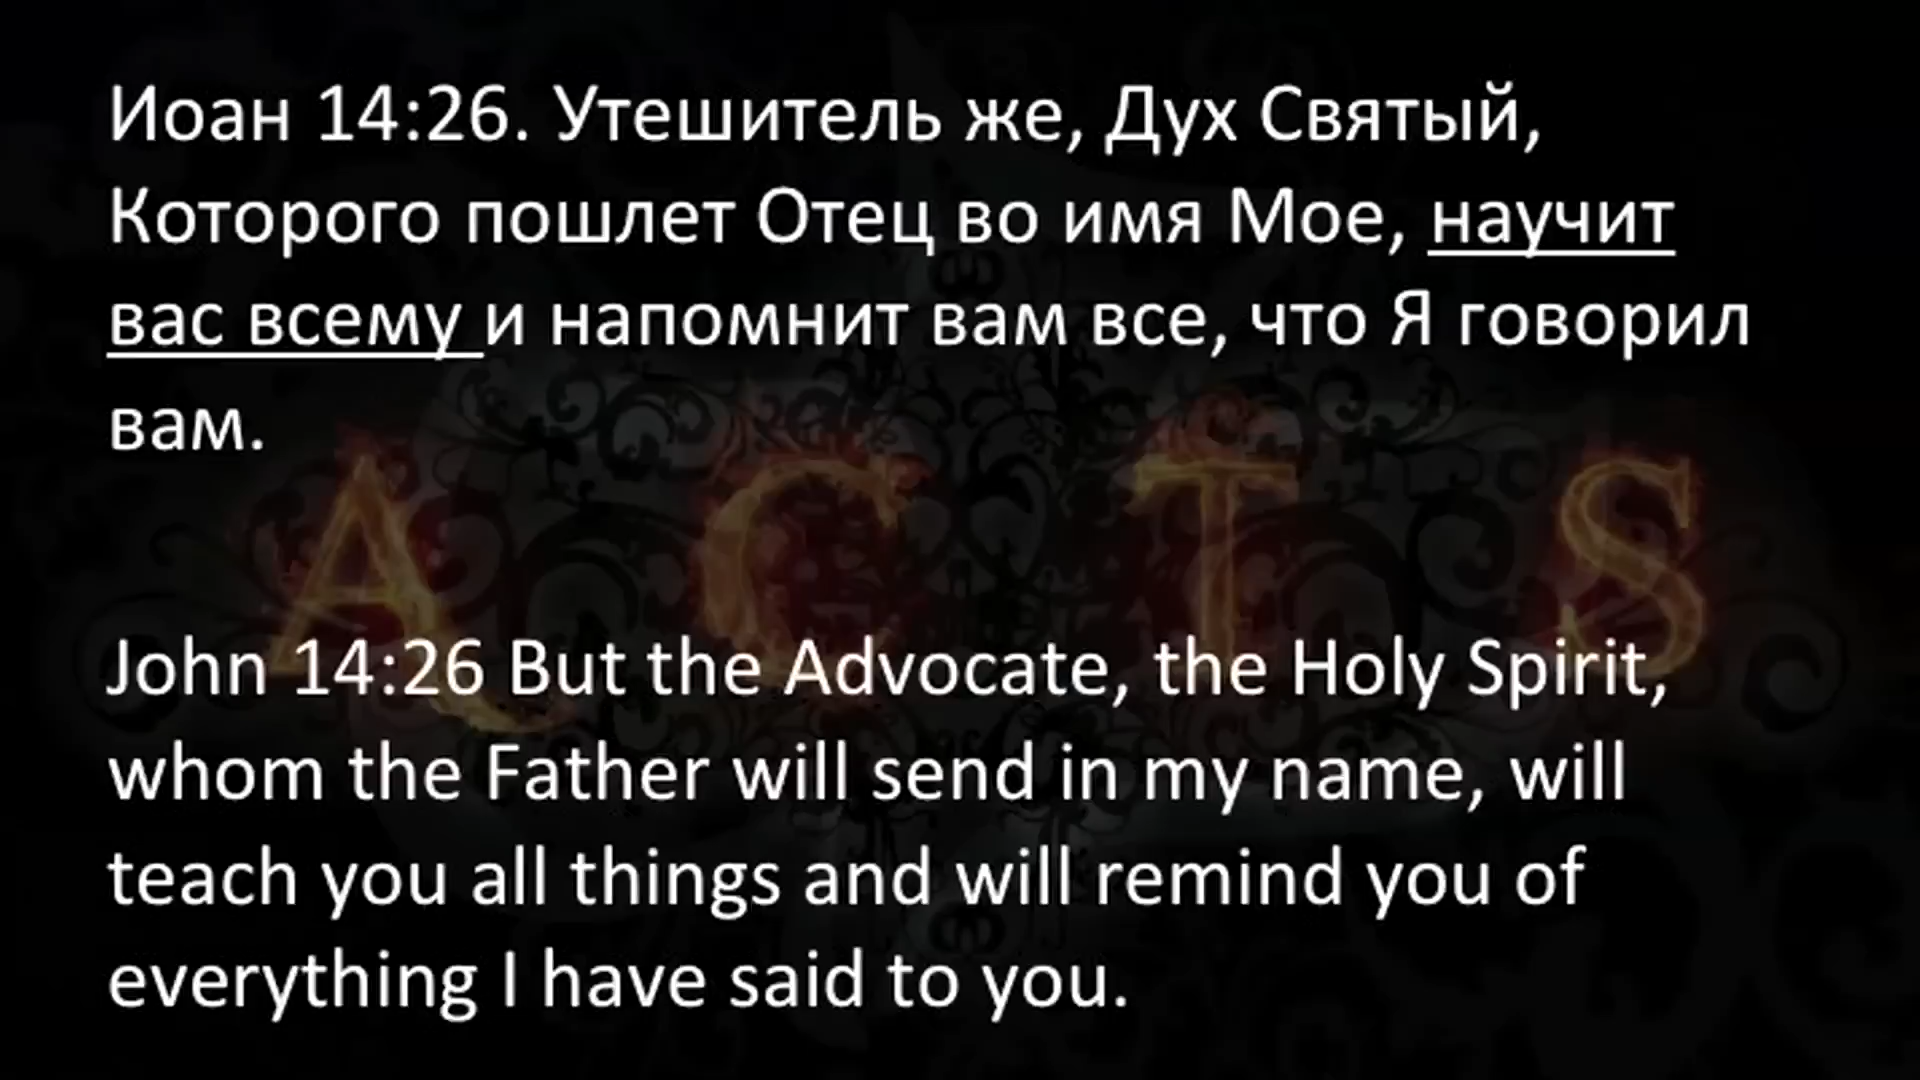 Иоан 14:26. Утешитель же, Дух Святый,
Которого пошлет Отец во имя Мое, научит
вас всему и напомнит вам все, что Я говорил
вам.
A C T S
John 14:26 But the Advocate, the Holy Spirit,
whom the Father will send in my name, will
teach you all things and will remind you of
everything I have said to you.